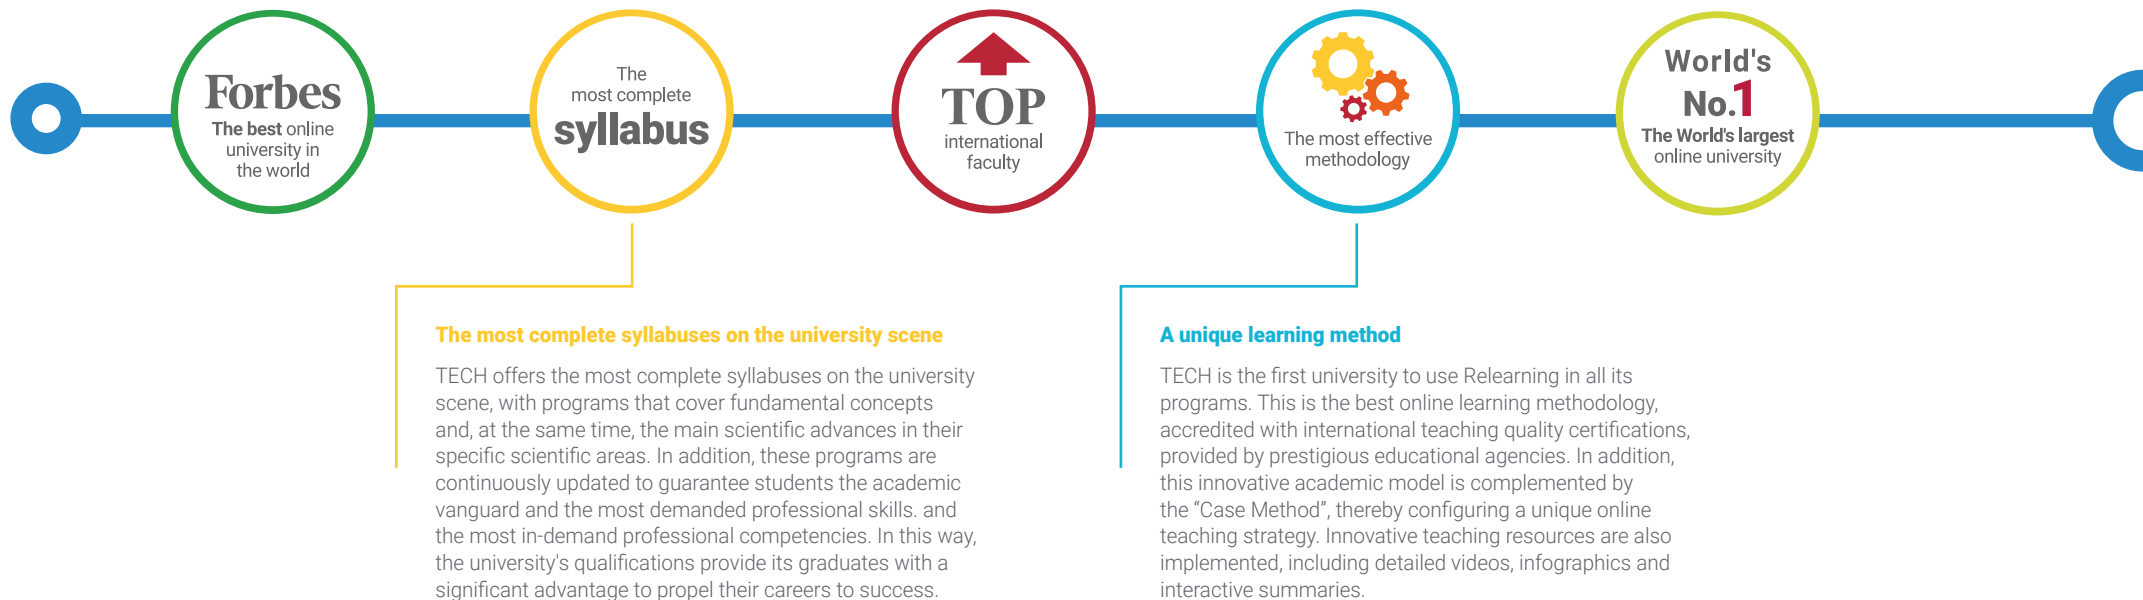 Forbes
The best online
university in
the world
The
most complete
syllabus
TOP
international
faculty
The most effective
methodology
World's
No.1
The World's largest
online university
The most complete syllabuses on the university scene
TECH offers the most complete syllabuses on the university
scene, with programs that cover fundamental concepts
and, at the same time, the main scientific advances in their
specific scientific areas. In addition, these programs are
continuously updated to guarantee students the academic
vanguard and the most demanded professional skills. and
the most in-demand professional competencies. In this way,
the university's qualifications provide its graduates with a
significant advantage to propel their careers to success.
A unique learning method
TECH is the first university to use Relearning in all its
programs. This is the best online learning methodology,
accredited with international teaching quality certifications,
provided by prestigious educational agencies. In addition,
this innovative academic model is complemented by
the “Case Method”, thereby configuring a unique online
teaching strategy. Innovative teaching resources are also
implemented, including detailed videos, infographics and
interactive summaries.